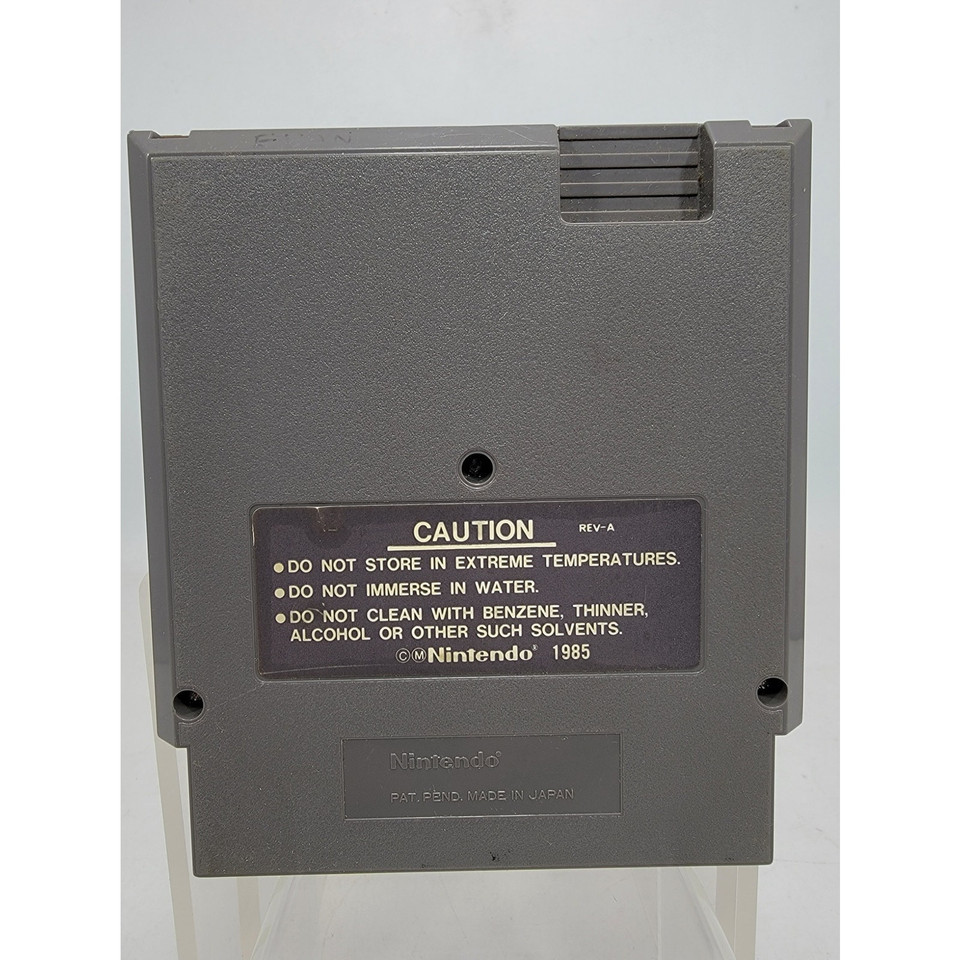 CAUTION REV-A
●DO NOT STORE IN EXTREME TEMPERATURES.
●DO NOT IMMERSE IN WATER.
●DO NOT CLEAN WITH BENZENE, THINNER,
ALCOHOL OR OTHER SUCH SOLVENTS.
©Ⓜ Nintendo® 1985
Nintendo®
PAT. PEND. MADE IN JAPAN